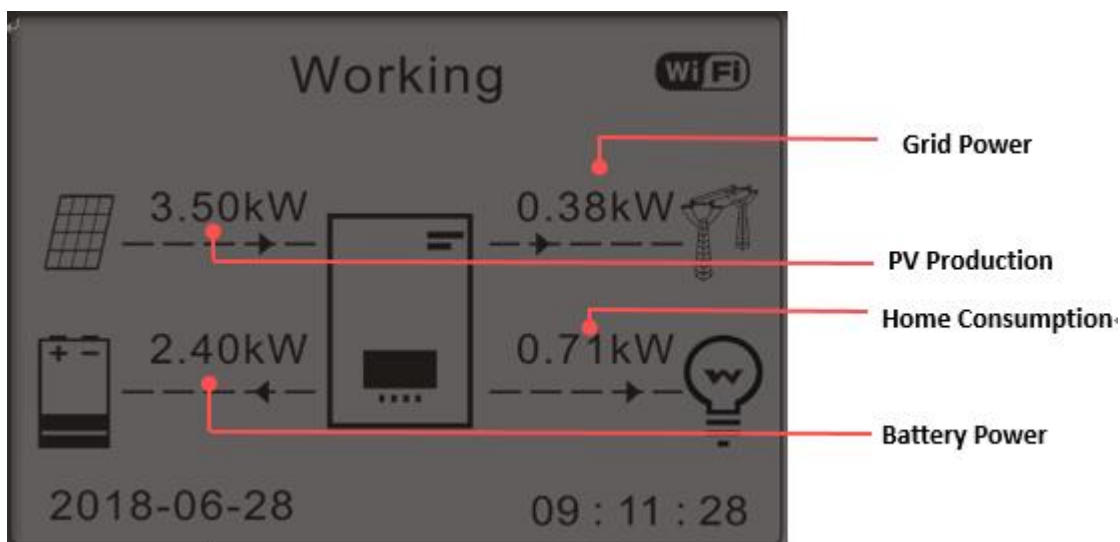 Working
WiFi
Grid Power
3.50kW
0.38kW
PV Production
Home Consumption
2.40kW
0.71kW
Battery Power
2018-06-28
09 : 11 : 28